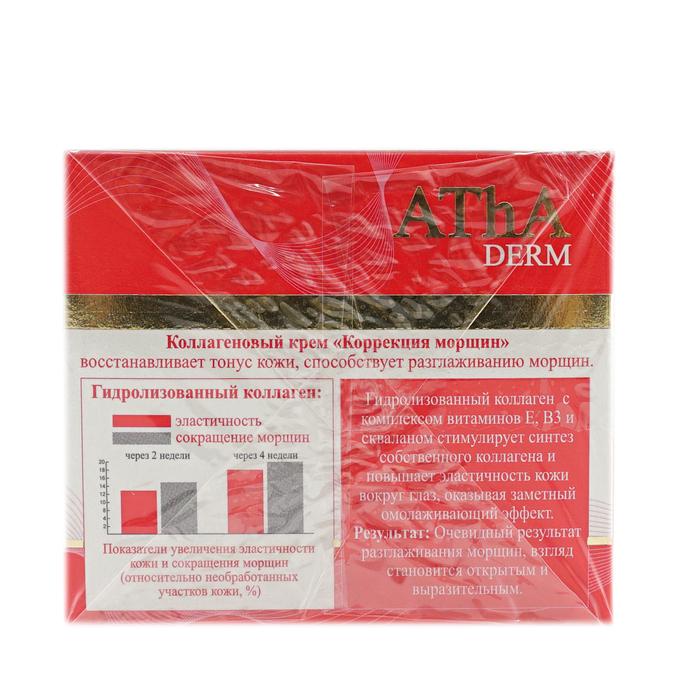 AThA
DERM
Коллагеновый крем «Коррекция морщин»
восстанавливает тонус кожи, способствует разглаживанию морщин.
Гидролизованный коллаген:
эластичность
сокращение морщин
через 2 недели
через 4 недели
20
18
16
14
12
10
8
6
4
2
Показатели увеличения эластичности
кожи и сокращения морщин
(относительно необработанных
участков кожи, %)
Гидролизованный коллаген с
комплексом витаминов Е, В3 и
скваланом стимулирует синтез
собственного коллагена и
повышает эластичность кожи
вокруг глаз, оказывая заметный
омолаживающий эффект.
Результат: Очевидный результат
разглаживания морщин, взгляд
становится открытым и
выразительным.